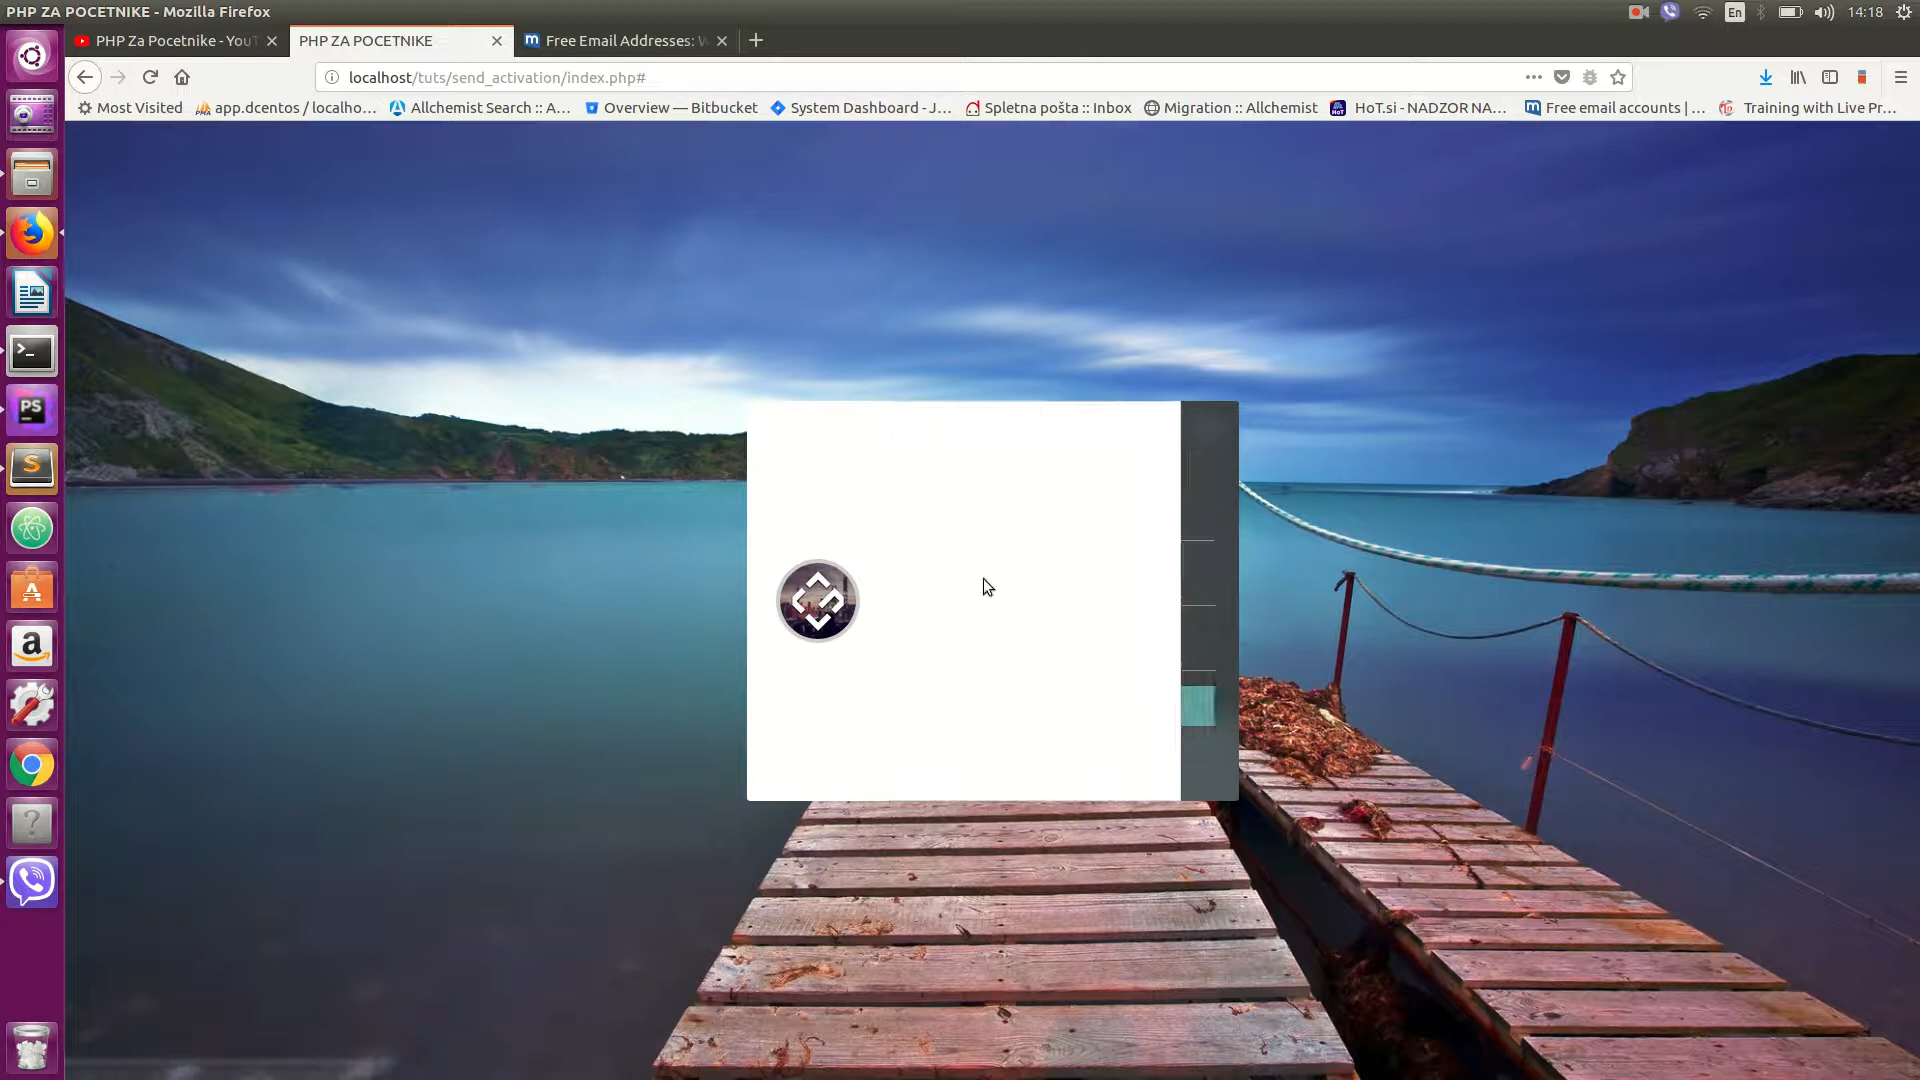 PHP ZA POCETNIKE - Mozilla Firefox
En
14:18
PHP Za Pocetnike - YouT
PHP ZA POCETNIKE
Free Email Addresses: W
localhost/tuts/send_activation/index.php#
Most Visited
PMA
app.dcentos / localho...
Allchemist Search :: A...
Overview — Bitbucket
System Dashboard - J...
Spletna pošta :: Inbox
Migration :: Allchemist
HoT
HoT.si - NADZOR NA...
Free email accounts | ...
Training with Live Pr...
PS
S
A
a
?